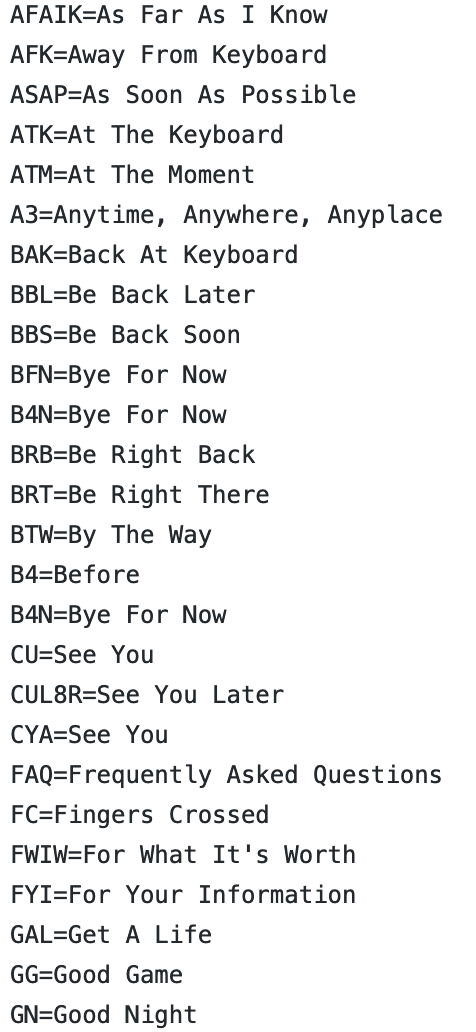 AFAIK=As Far As I Know
AFK=Away From Keyboard
ASAP=As Soon As Possible
ATK=At The Keyboard
ATM=At The Moment
A3=Anytime, Anywhere, Anyplace
BAK=Back At Keyboard
BBL=Be Back Later
BBS=Be Back Soon
BFN=Bye For Now
B4N=Bye For Now
BRB=Be Right Back
BRT=Be Right There
BTW=By The Way
B4=Before
B4N=Bye For Now
CU=See You
CUL8R=See You Later
CYA=See You
FAQ=Frequently Asked Questions
FC=Fingers Crossed
FWIW=For What It's Worth
FYI=For Your Information
GAL=Get A Life
GG=Good Game
GN=Good Night